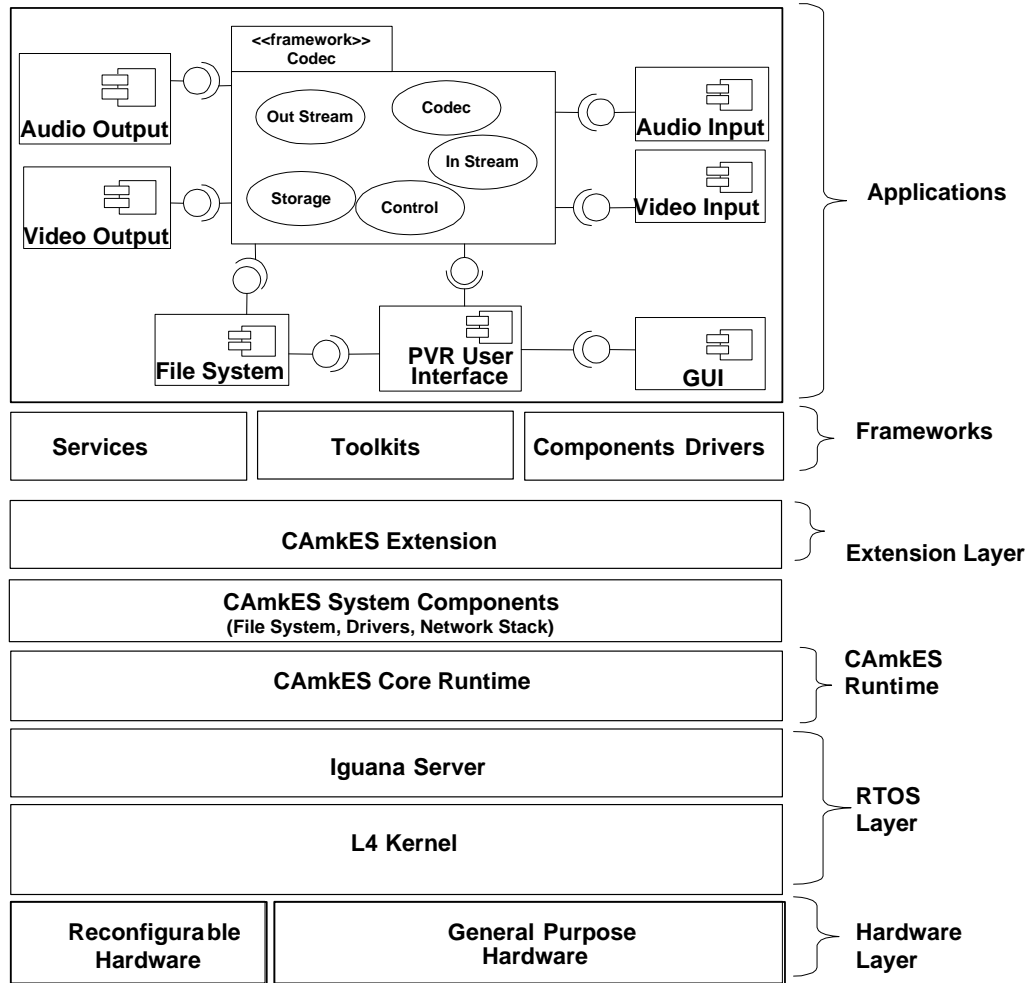 <<framework>>
Codec
Audio Output
Out Stream
Codec
Audio Input
In Stream
Video Output
Storage
Control
Video Input
Applications
File System
PVR User
Interface
GUI
Services
Toolkits
Components Drivers
Frameworks
CAmkES Extension
Extension Layer
CAmkES System Components
(File System, Drivers, Network Stack)
CAmkES Core Runtime
CAmkES
Runtime
Iguana Server
L4 Kernel
RTOS
Layer
Reconfigurable
Hardware
General Purpose
Hardware
Hardware
Layer